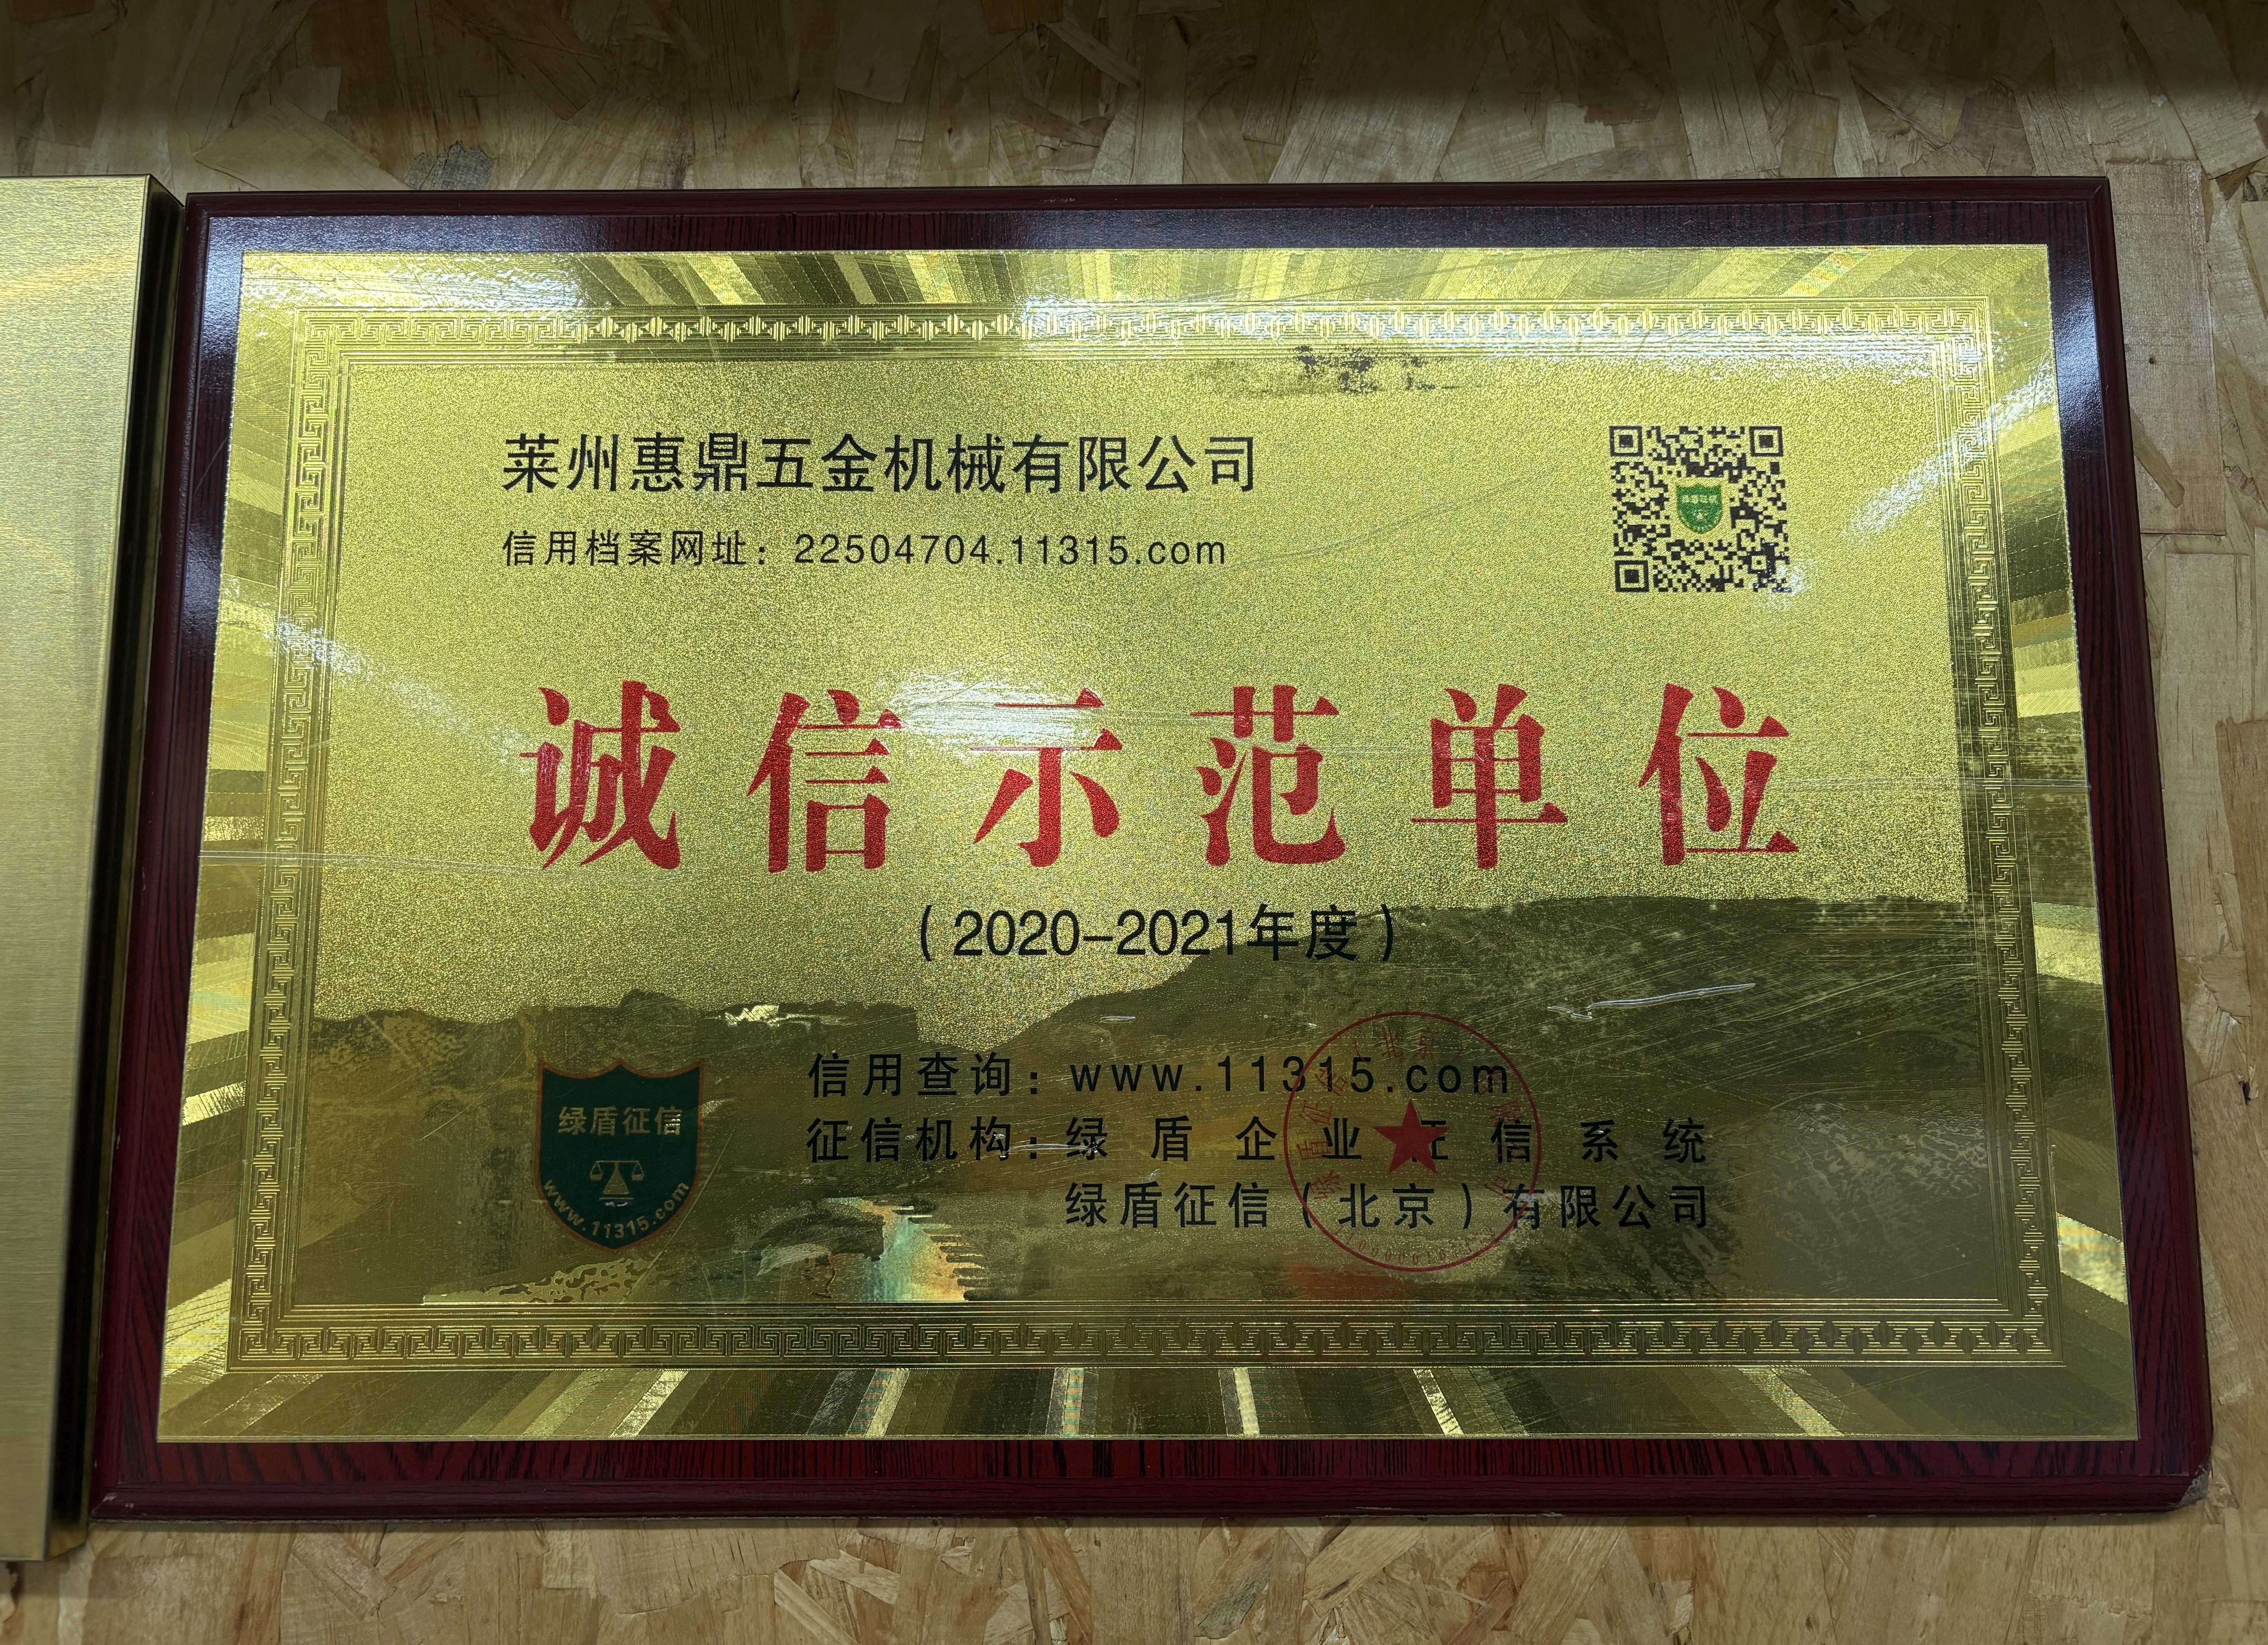 莱州惠鼎五金机械有限公司
信用档案网址：22504704.11315.com
诚信示范单位
（2020-2021年度）
绿盾征信
www.11315.com
信用查询：www.11315.com
征信机构：绿盾企业征信系统
绿盾征信（北京）有限公司